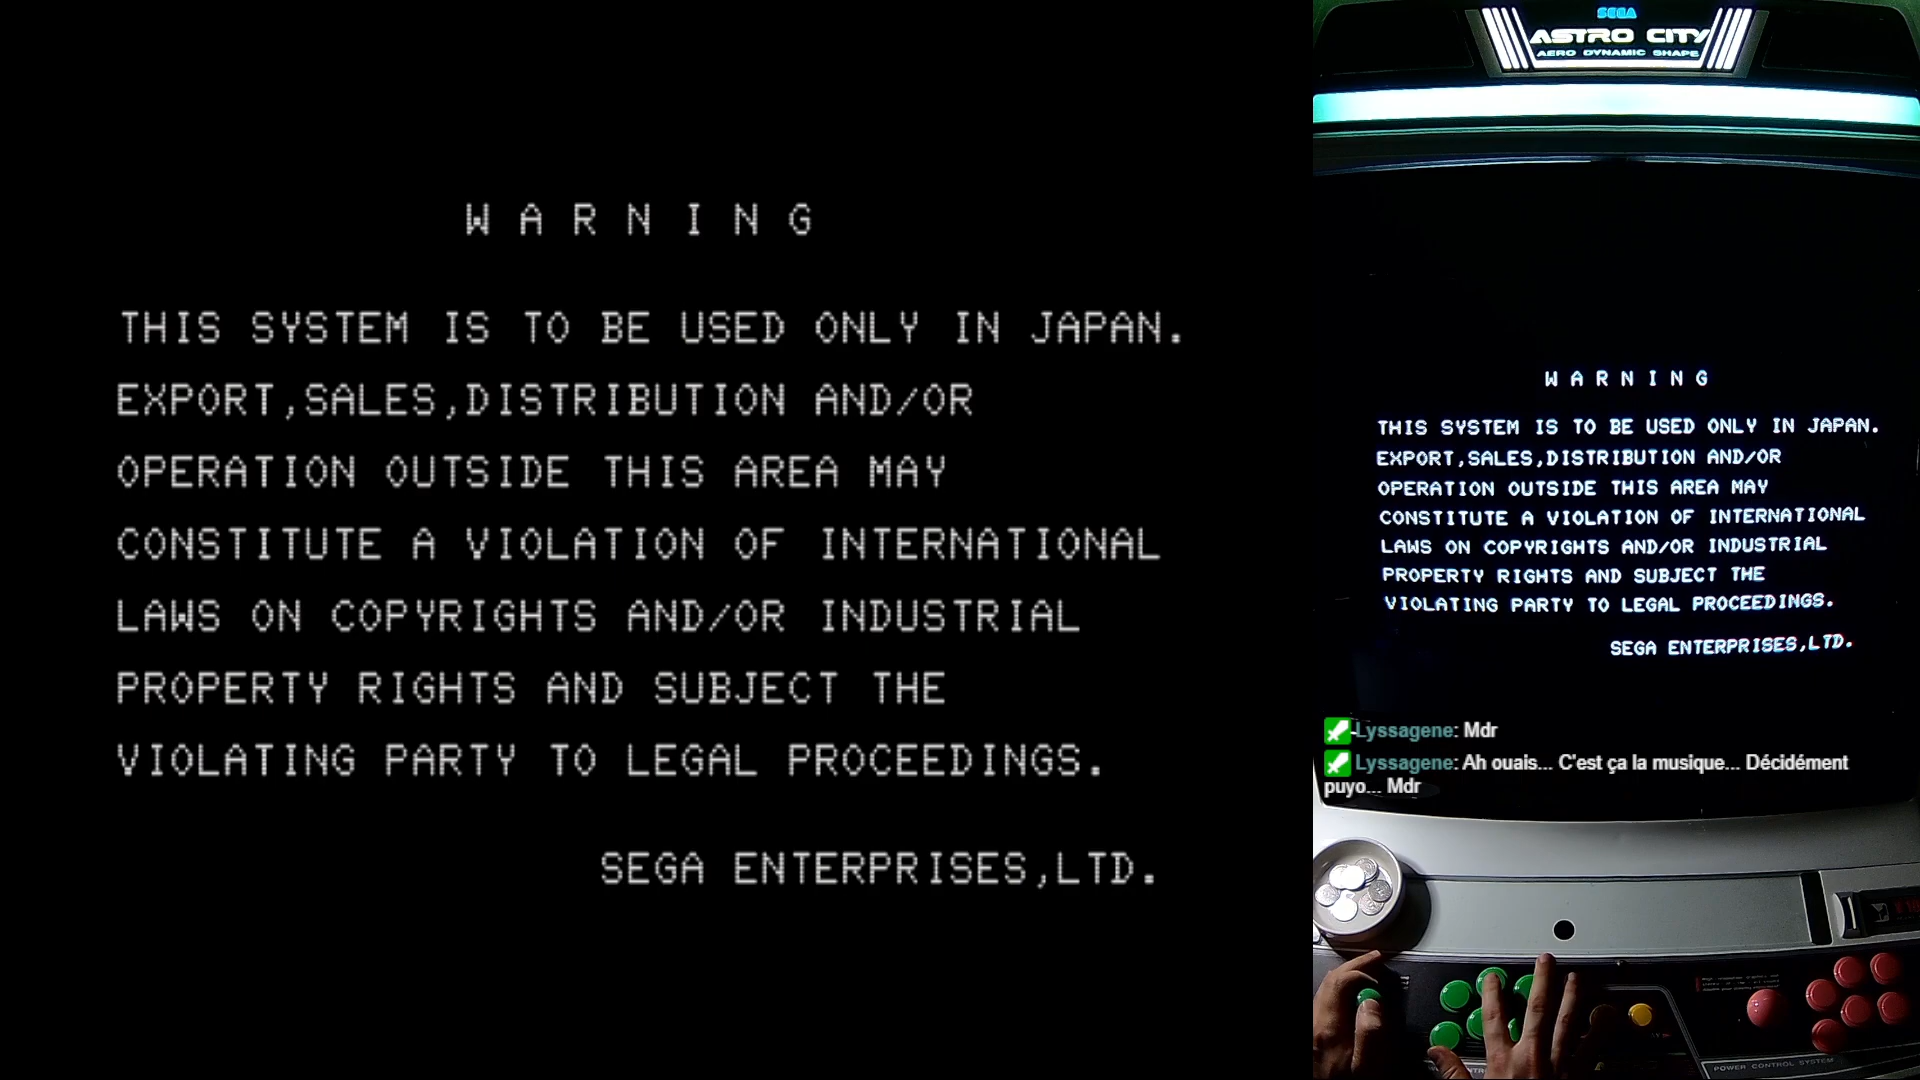 W A R N I N G
THIS SYSTEM IS TO BE USED ONLY IN JAPAN.
EXPORT,SALES,DISTRIBUTION AND/OR
OPERATION OUTSIDE THIS AREA MAY
CONSTITUTE A VIOLATION OF INTERNATIONAL
LAWS ON COPYRIGHTS AND/OR INDUSTRIAL
PROPERTY RIGHTS AND SUBJECT THE
VIOLATING PARTY TO LEGAL PROCEEDINGS.
SEGA ENTERPRISES,LTD.
SEGA
ASTRO CITY
AERO DYNAMIC SHAPE
W A R N I N G
THIS SYSTEM IS TO BE USED ONLY IN JAPAN.
EXPORT,SALES,DISTRIBUTION AND/OR
OPERATION OUTSIDE THIS AREA MAY
CONSTITUTE A VIOLATION OF INTERNATIONAL
LAWS ON COPYRIGHTS AND/OR INDUSTRIAL
PROPERTY RIGHTS AND SUBJECT THE
VIOLATING PARTY TO LEGAL PROCEEDINGS.
SEGA ENTERPRISES,LTD.
Lyssagene: Mdr
Lyssagene: Ah ouais... C'est ça la musique... Décidément
puyo... Mdr
POWER CONTROL SYSTEM